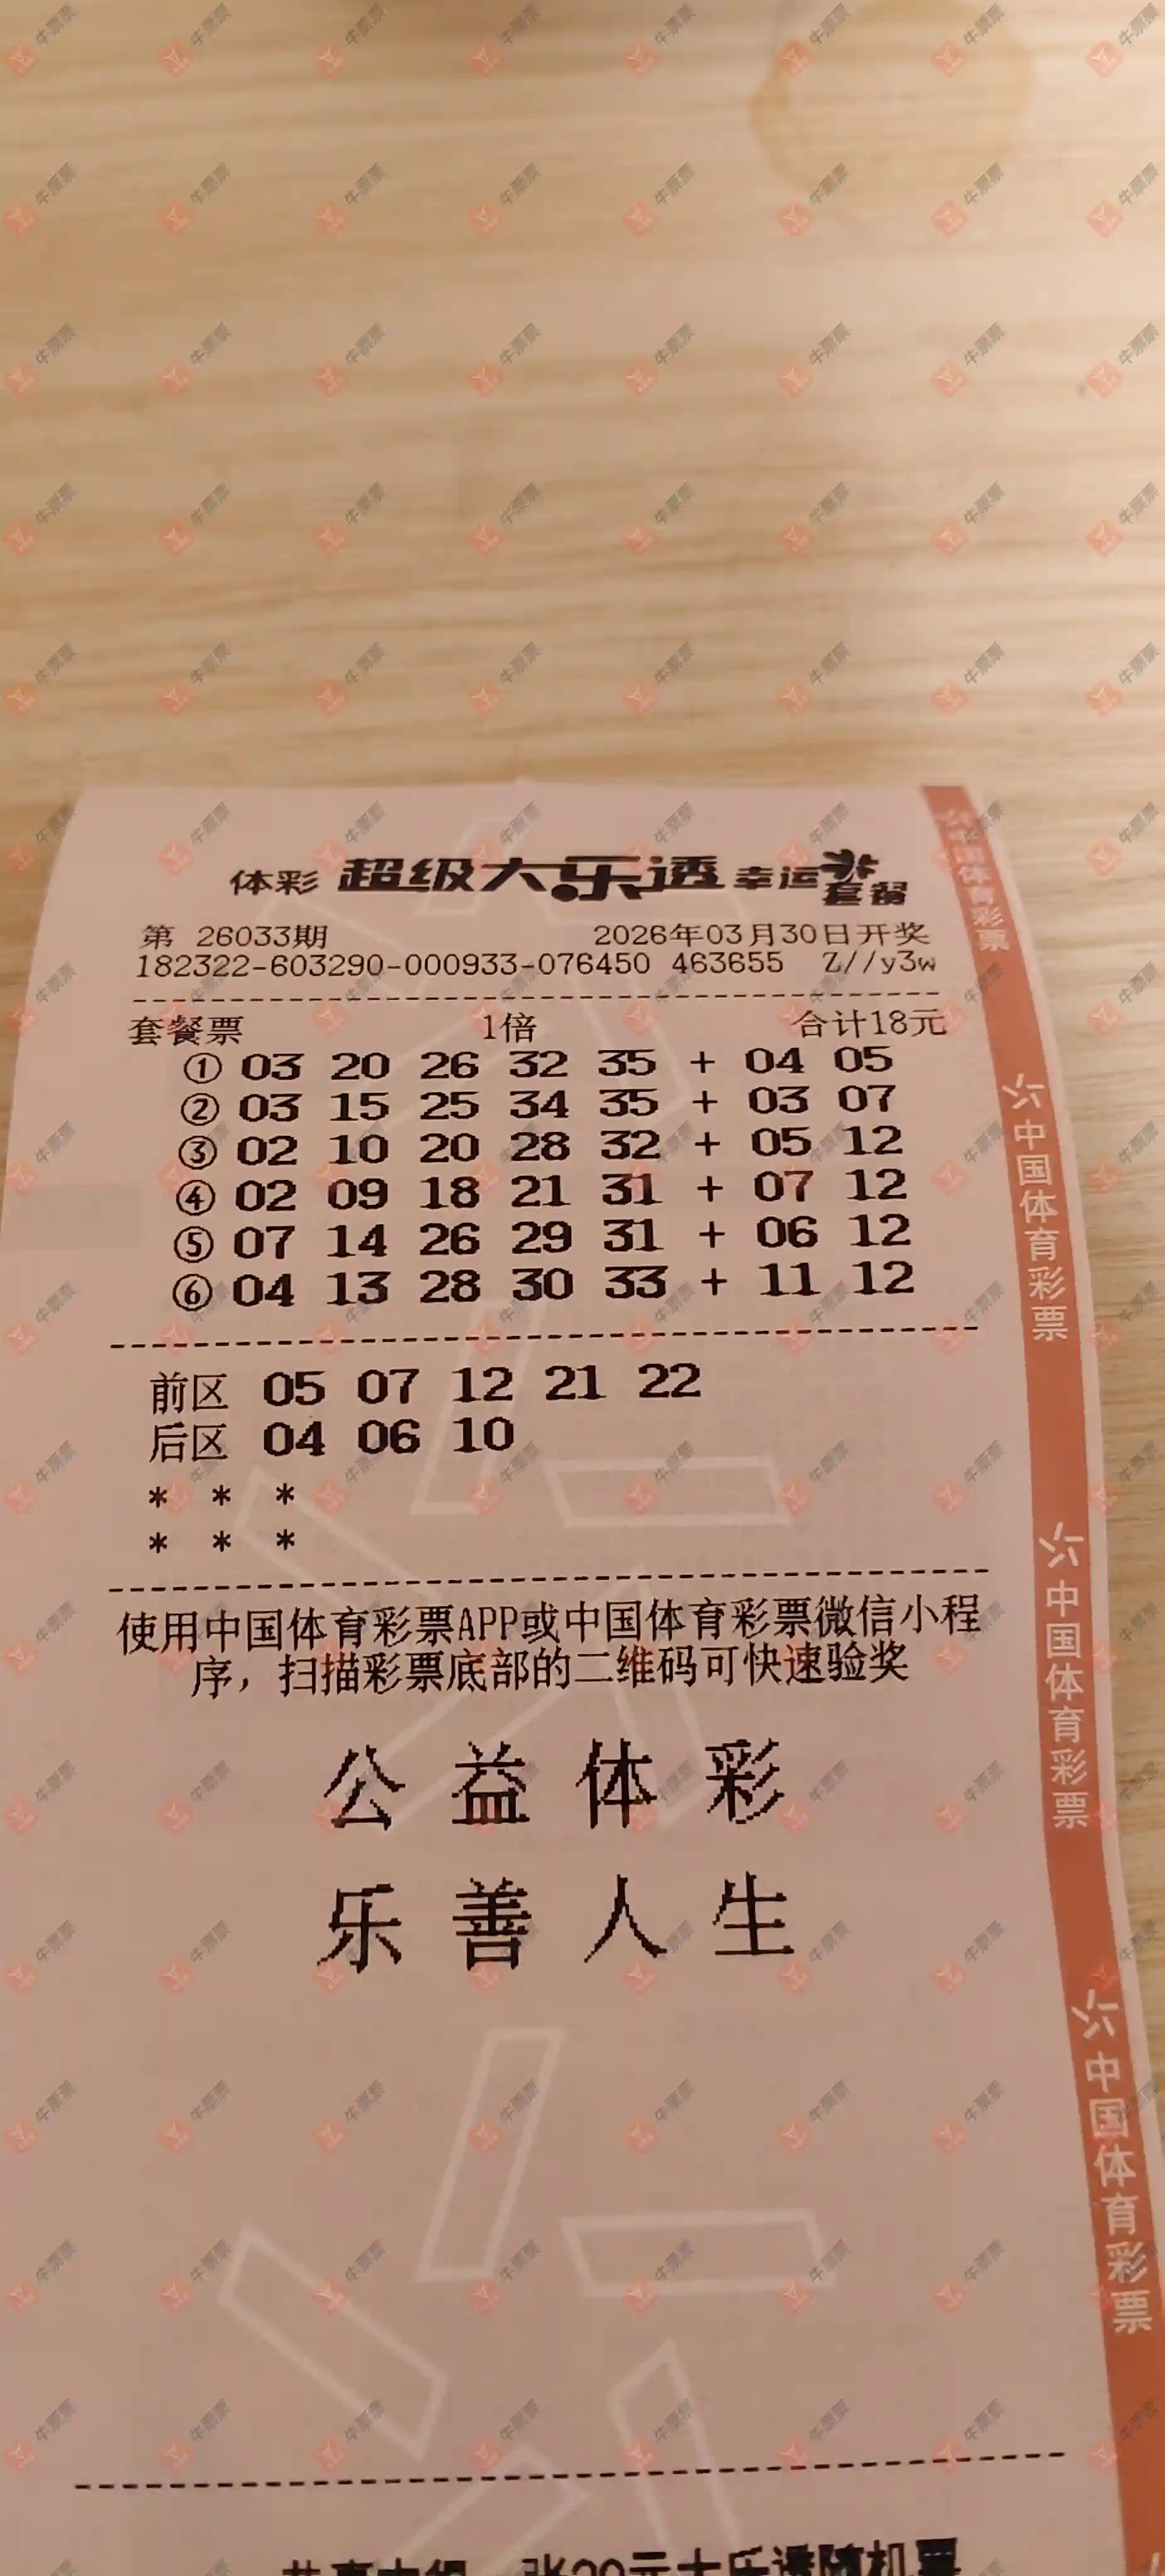 体彩 超级大乐透 幸运套餐
第 26033期 2026年03月30日开奖
182322-603290-000933-076450 463655 Z//y3w
套餐票 1倍 合计18元
① 03 20 26 32 35 + 04 05
② 03 15 25 34 35 + 03 07
③ 02 10 20 28 32 + 05 12
④ 02 09 18 21 31 + 07 12
⑤ 07 14 26 29 31 + 06 12
⑥ 04 13 28 30 33 + 11 12
前区 05 07 12 21 22
后区 04 06 10
* * *
* * *
使用中国体育彩票APP或中国体育彩票微信小程
序，扫描彩票底部的二维码可快速验奖
公益体彩
乐善人生
中国体育彩票
中国体育彩票
中国体育彩票
中国体育彩票
牛票票